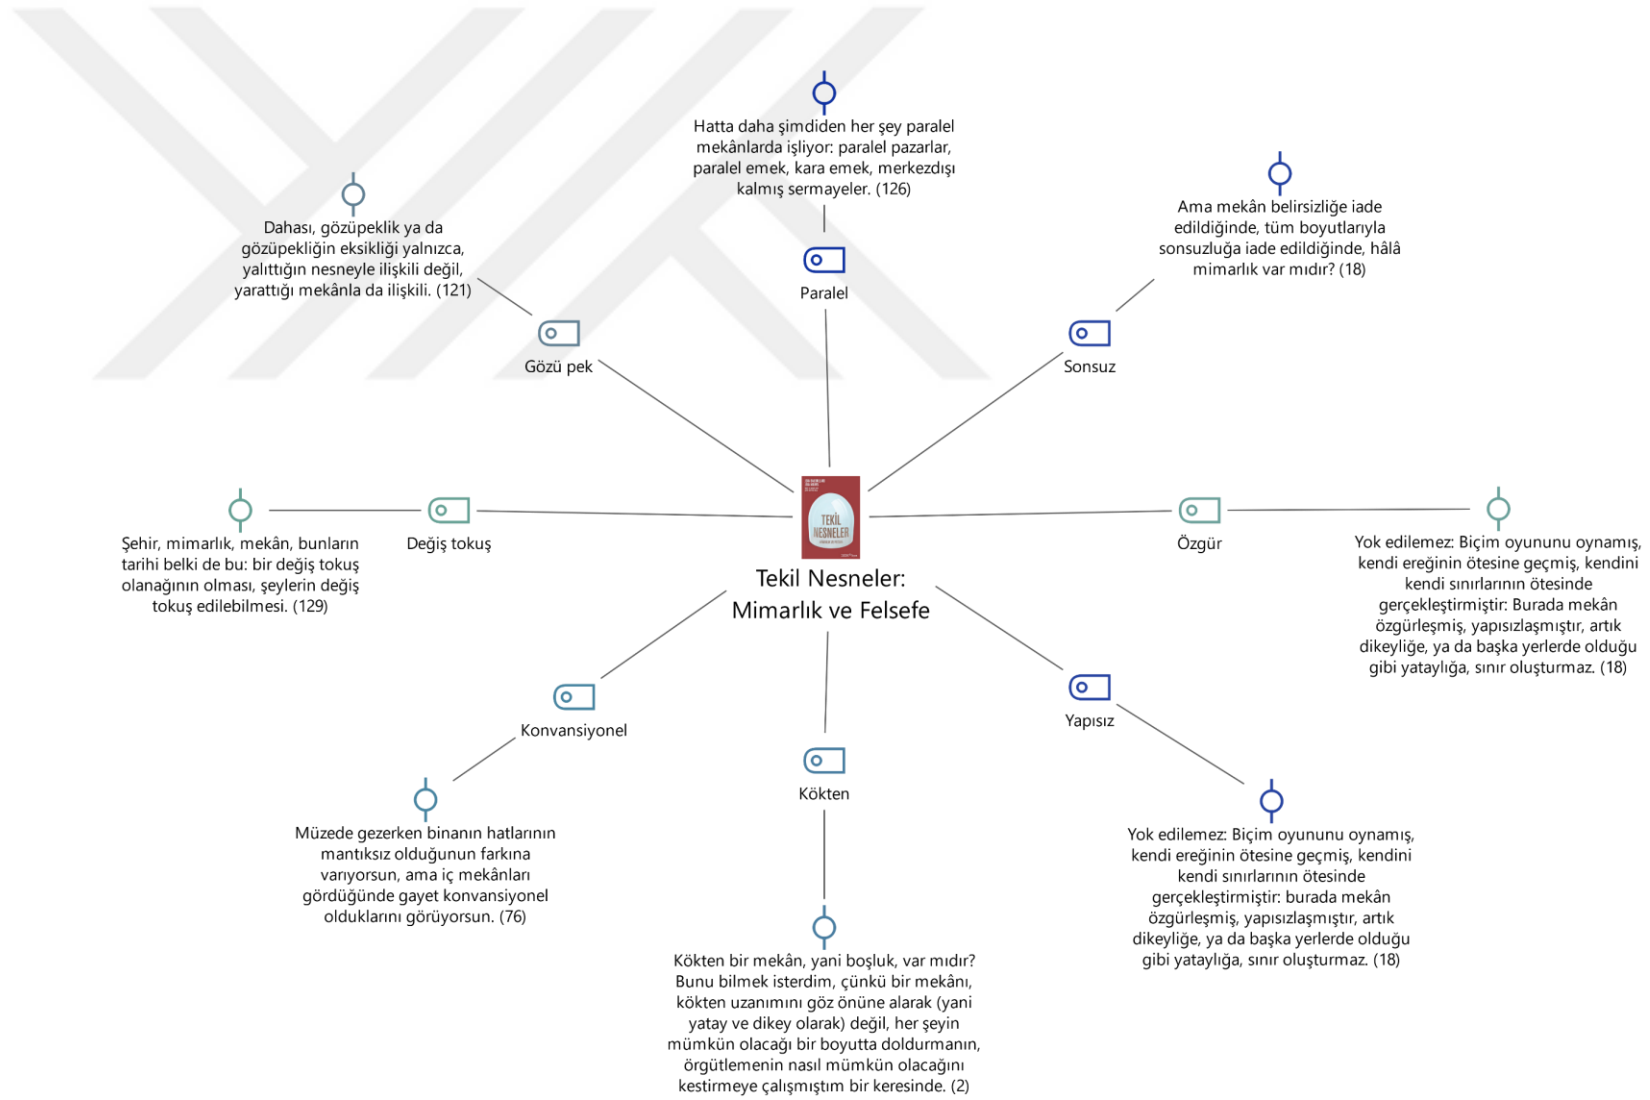 Hatta daha şimdiden her şey paralel
mekânlarda işliyor: paralel pazarlar,
paralel emek, kara emek, merkezdışı
kalmış sermayeler. (126)
Paralel
Dahası, gözüpeklik ya da
gözüpekliğin eksikliği yalnızca,
yalıttığın nesneyle ilişkili değil,
yarattığı mekânla da ilişkili. (121)
Gözü pek
Ama mekân belirsizliğe iade
edildiğinde, tüm boyutlarıyla
sonsuzluğa iade edildiğinde, hâlâ
mimarlık var mıdır? (18)
Sonsuz
Şehir, mimarlık, mekân, bunların
tarihi belki de bu: bir değiş tokuş
olanağının olması, şeylerin değiş
tokuş edilebilmesi. (129)
Değiş tokuş
TEKİL
NESNELER
Tekil Nesneler:
Mimarlık ve Felsefe
Özgür
Yok edilemez: Biçim oyununu oynamış,
kendi ereğinin ötesine geçmiş, kendini
kendi sınırlarının ötesinde
gerçekleştirmiştir: Burada mekân
özgürleşmiş, yapısızlaşmıştır, artık
dikeyliğe, ya da başka yerlerde olduğu
gibi yataylığa, sınır oluşturmaz. (18)
Konvansiyonel
Müzede gezerken binanın hatlarının
mantıksız olduğunun farkına
varıyorsun, ama iç mekânları
gördüğünde gayet konvansiyonel
olduklarını görüyorsun. (76)
Kökten
Kökten bir mekân, yani boşluk, var mıdır?
Bunu bilmek isterdim, çünkü bir mekânı,
kökten uzanımını göz önüne alarak (yani
yatay ve dikey olarak) değil, her şeyin
mümkün olacağı bir boyutta doldurmanın,
örgütlemenin nasıl mümkün olacağını
kestirmeye çalışmıştım bir keresinde. (2)
Yapısız
Yok edilemez: Biçim oyununu oynamış,
kendi ereğinin ötesine geçmiş, kendini
kendi sınırlarının ötesinde
gerçekleştirmiştir: burada mekân
özgürleşmiş, yapısızlaşmıştır, artık
dikeyliğe, ya da başka yerlerde olduğu
gibi yataylığa, sınır oluşturmaz. (18)